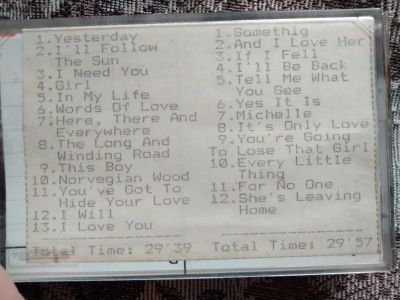 1.Yesterday
2.I'll Follow
The Sun
3.I Need You
4.Girl
5.In My Life
6.Words Of Love
7.Here, There And
Everywhere
8.The Long And
Winding Road
9.This Boy
10.Norvegian Wood
11.You've Got To
Hide Your Love
12.I Will
13.I Love You
Total Time: 29'39
1.Somethig
2.And I Love Her
3.If I Fell
4.I'll Be Back
5.Tell Me What
You See
6.Yes It Is
7.Michelle
8.It's Only Love
9.You're Going
To Lose That Girl
10.Every Little
Thing
11.For No One
12.She's Leaving
Home
Total Time: 29'57